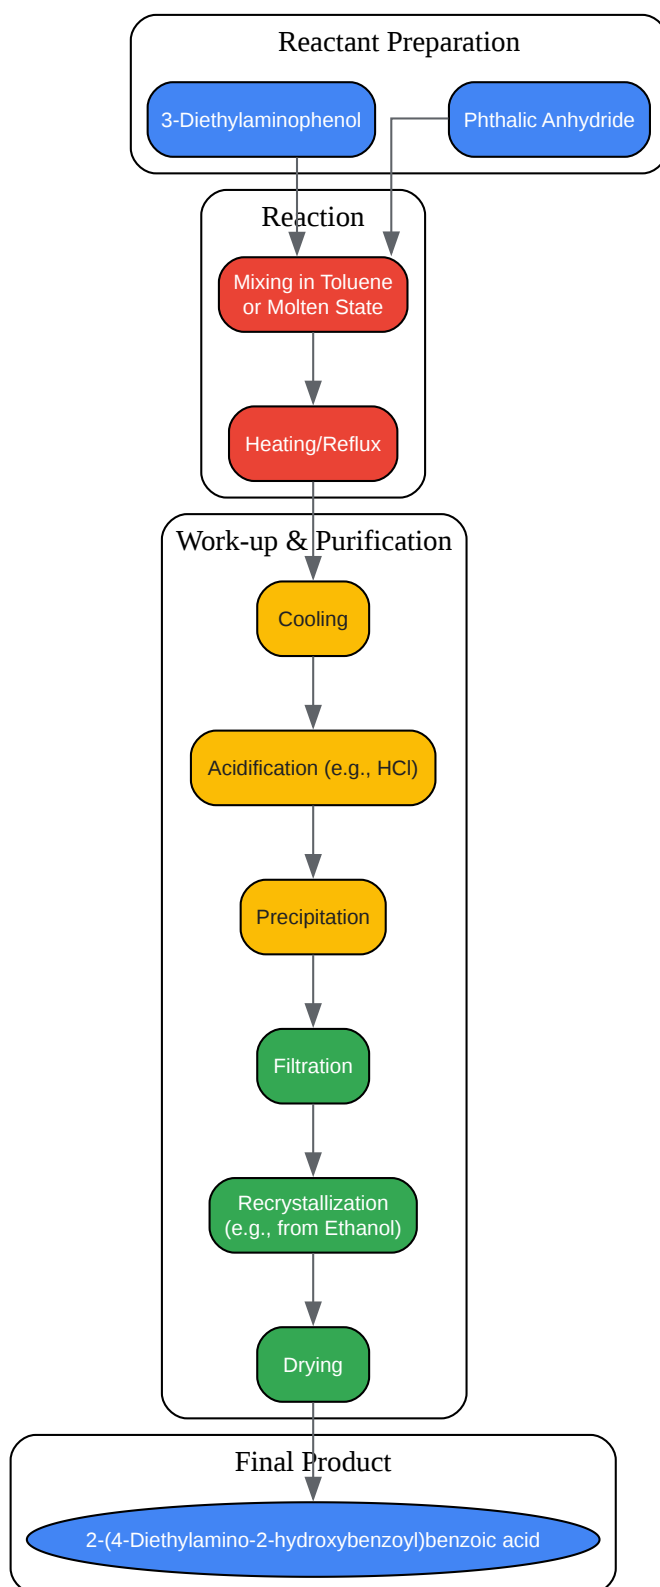 Reactant Preparation
3-Diethylaminophenol
Phthalic Anhydride
Reaction
Mixing in Toluene
or Molten State
Heating/Reflux
Work-up & Purification
Cooling
Acidification (e.g., HCl)
Precipitation
Filtration
Recrystallization
(e.g., from Ethanol)
Drying
Final Product
2-(4-Diethylamino-2-hydroxybenzoyl)benzoic acid